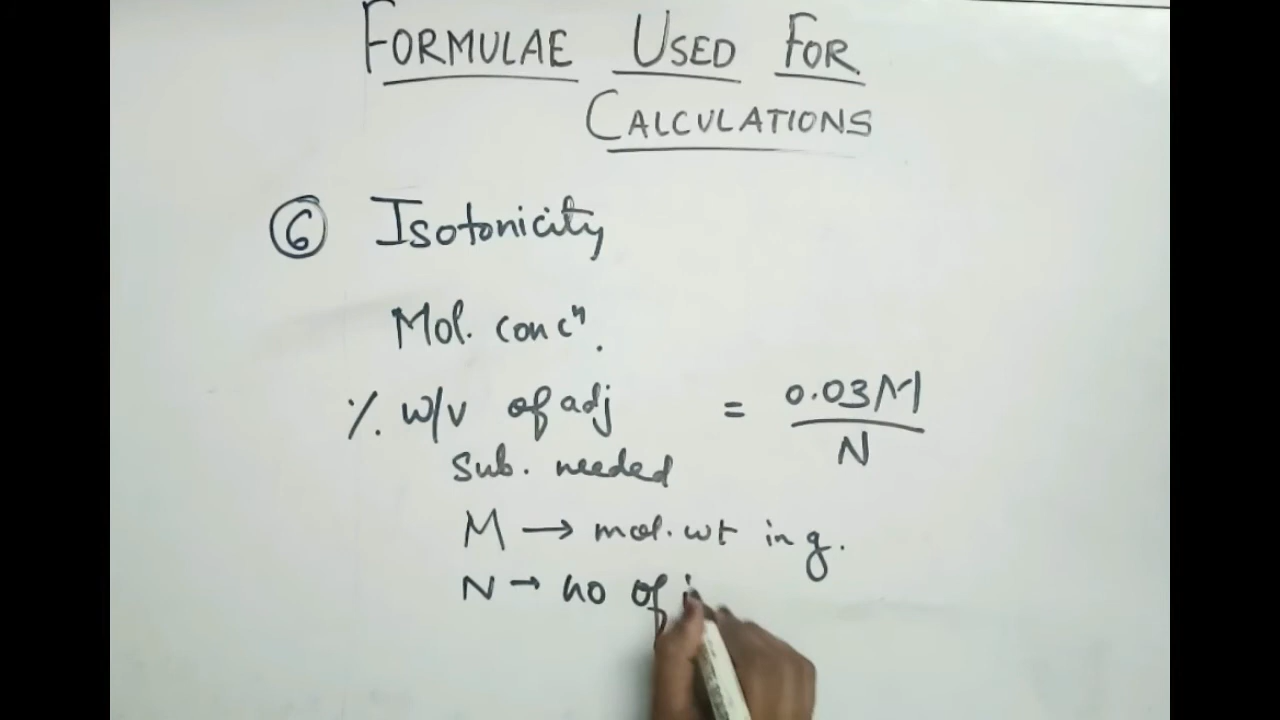 FORMULAE USED FOR
CALCULATIONS
⑥ Isotonicity
Mol. concⁿ.
% w/v of adj = 0.03M / N
Sub. needed
M → mol. wt in g.
N → no of i